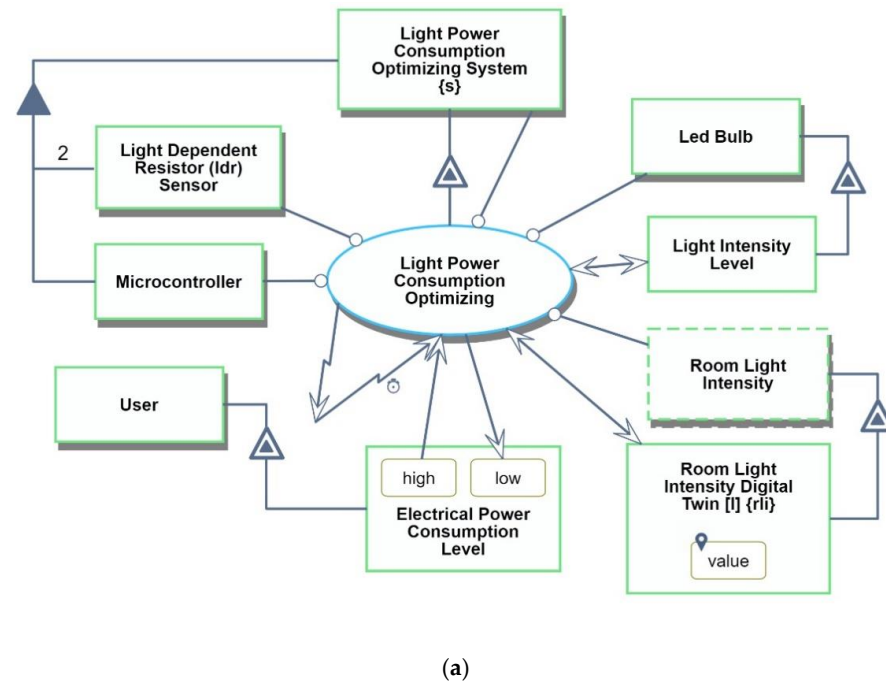 Light Power
Consumption
Optimizing System
{s}
2
Light Dependent
Resistor (ldr)
Sensor
Led Bulb
Microcontroller
Light Power
Consumption
Optimizing
Light Intensity
Level
Room Light
Intensity
User
high
low
Electrical Power
Consumption
Level
Room Light
Intensity Digital
Twin [l] {rli}
value
(a)